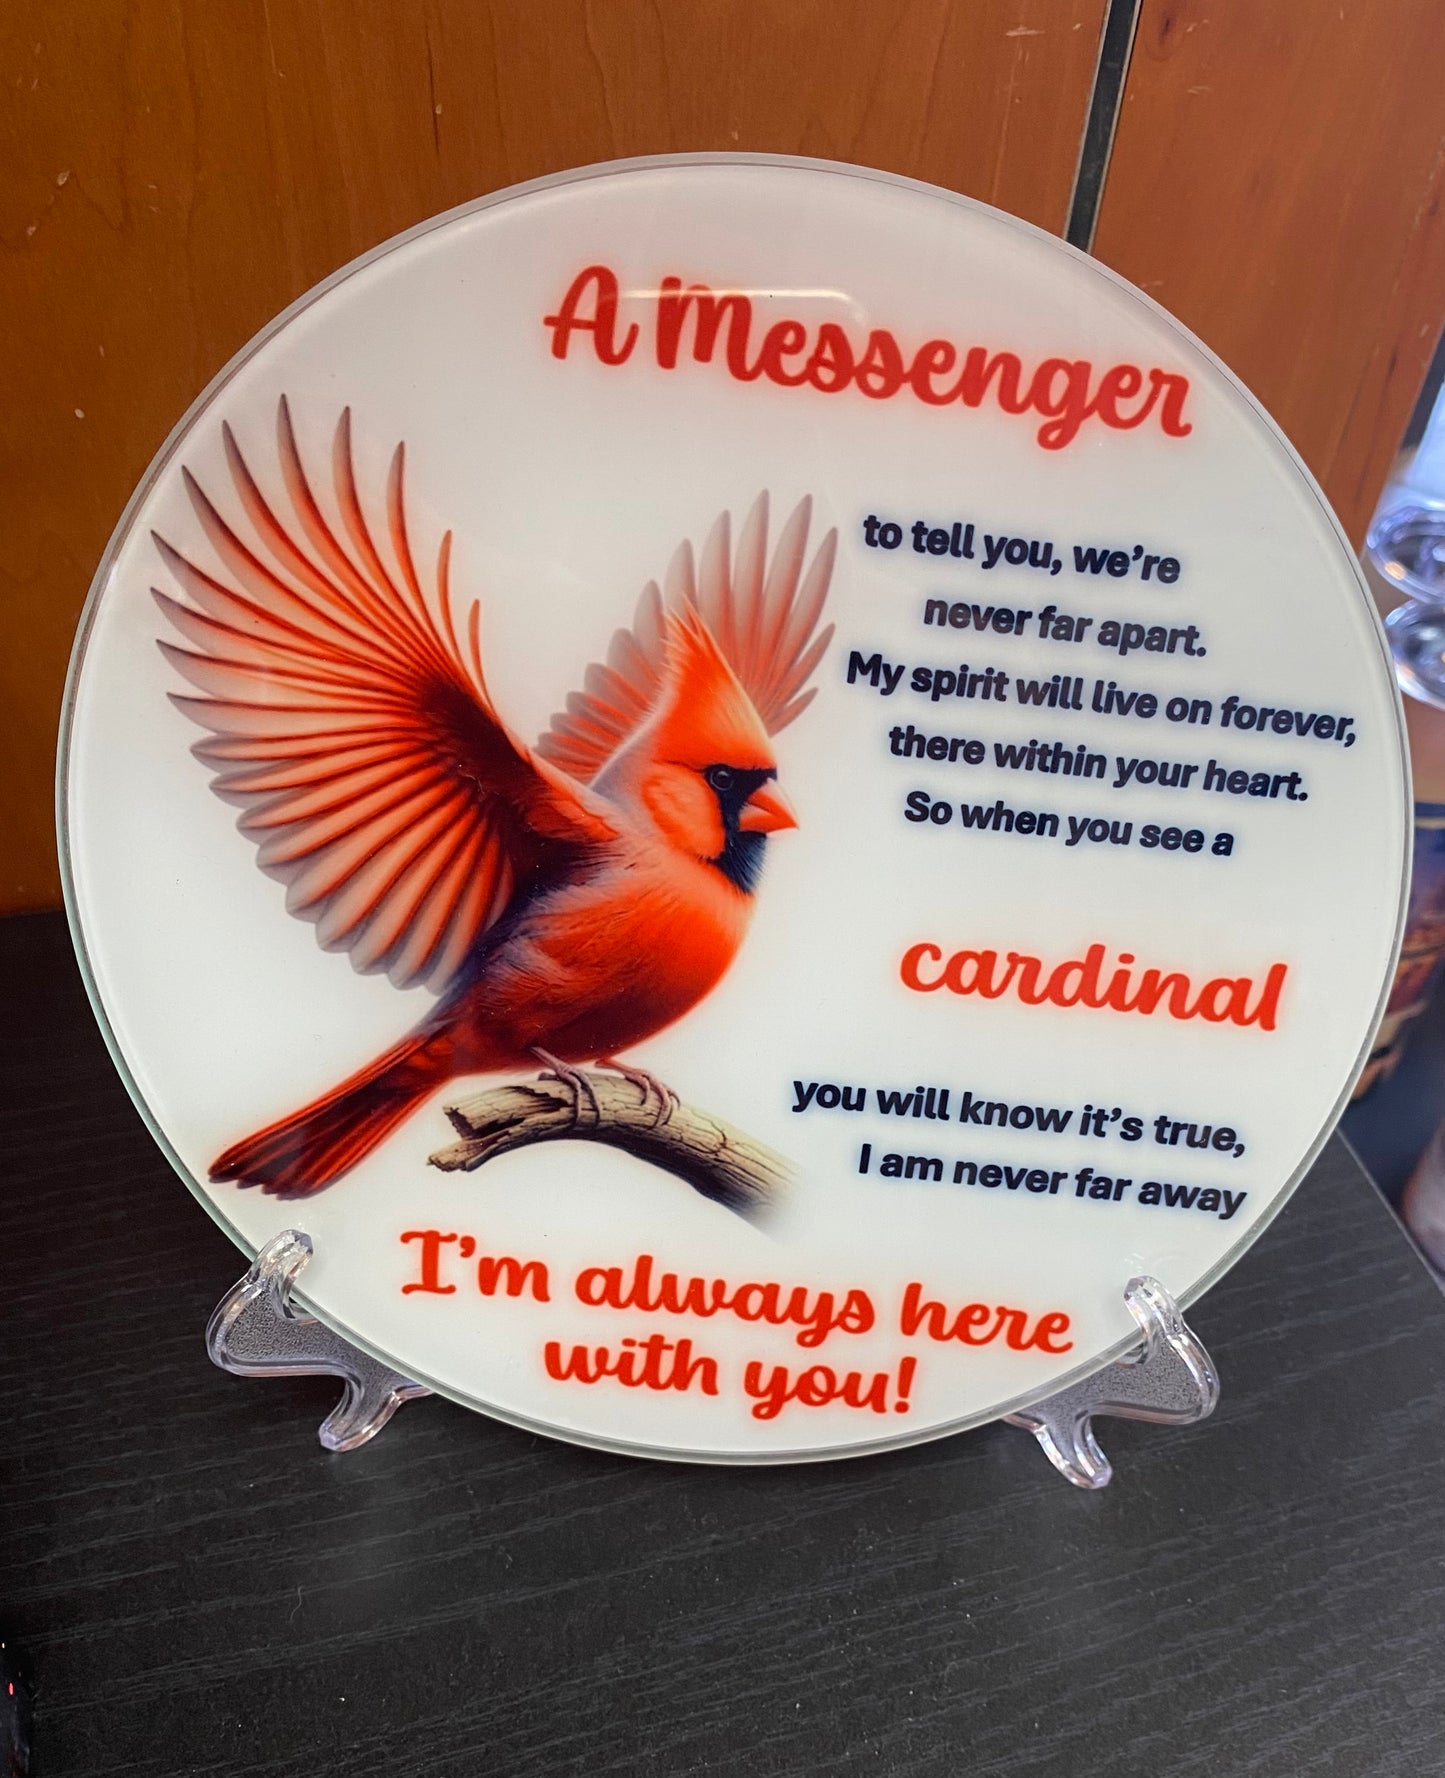 A Messenger
to tell you, we're
never far apart.
My spirit will live on forever,
there within your heart.
So when you see a
cardinal
you will know it's true,
I am never far away
I'm always here
with you!